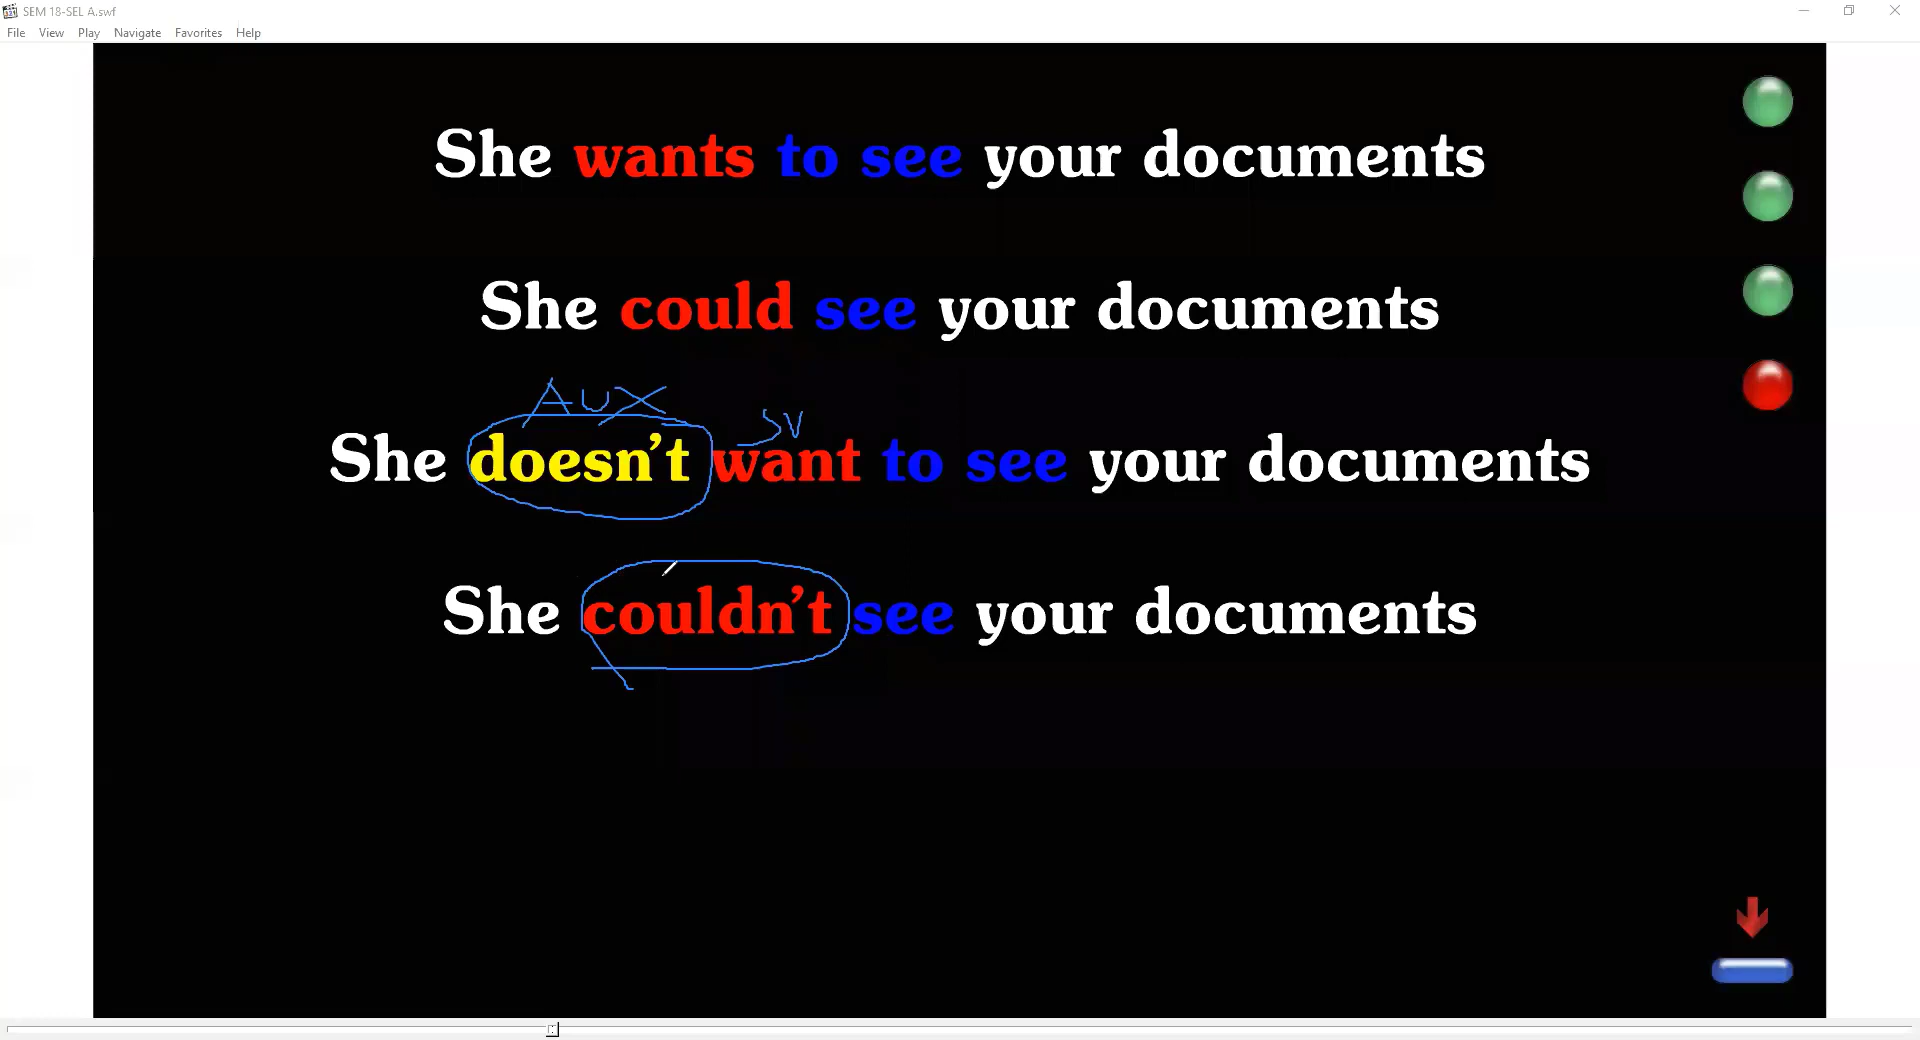 SEM 18-SEL A.swf
File View Play Navigate Favorites Help
She wants to see your documents
She could see your documents
AUX
SV
She doesn’t want to see your documents
She couldn’t see your documents